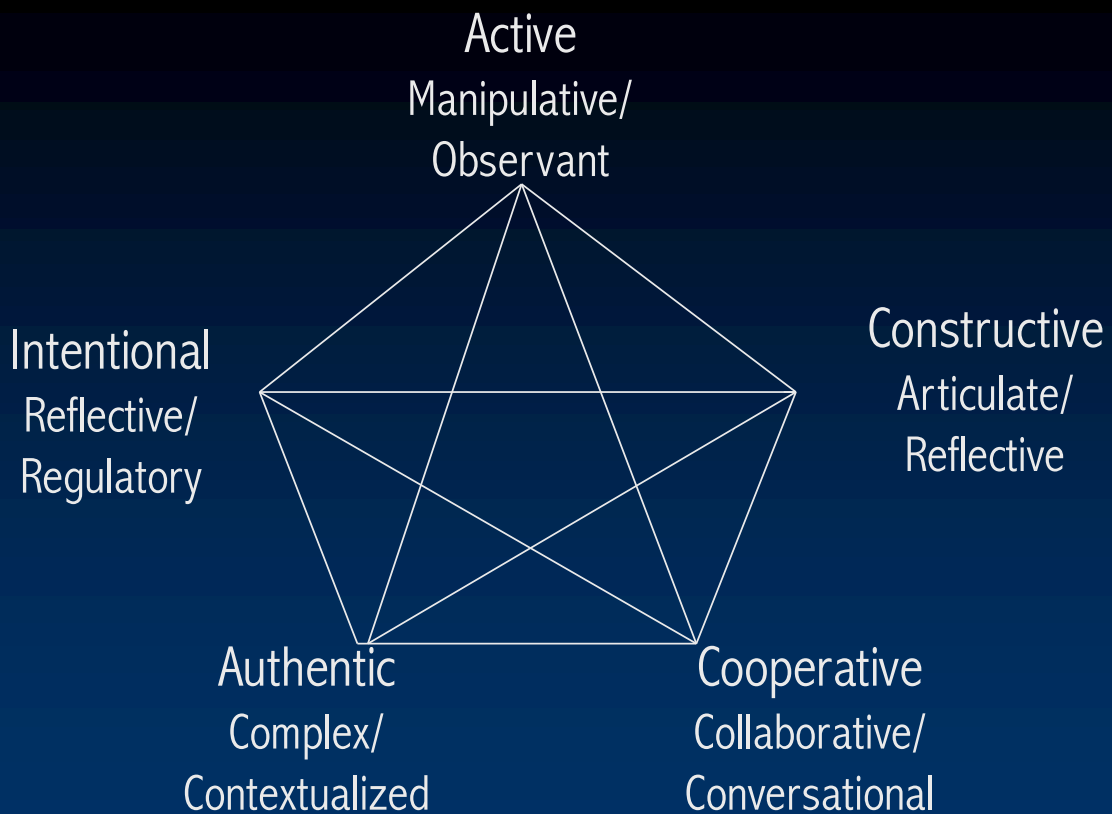 Active
Manipulative/
Observant
Intentional
Reflective/
Regulatory
Constructive
Articulate/
Reflective
Authentic
Complex/
Contextualized
Cooperative
Collaborative/
Conversational